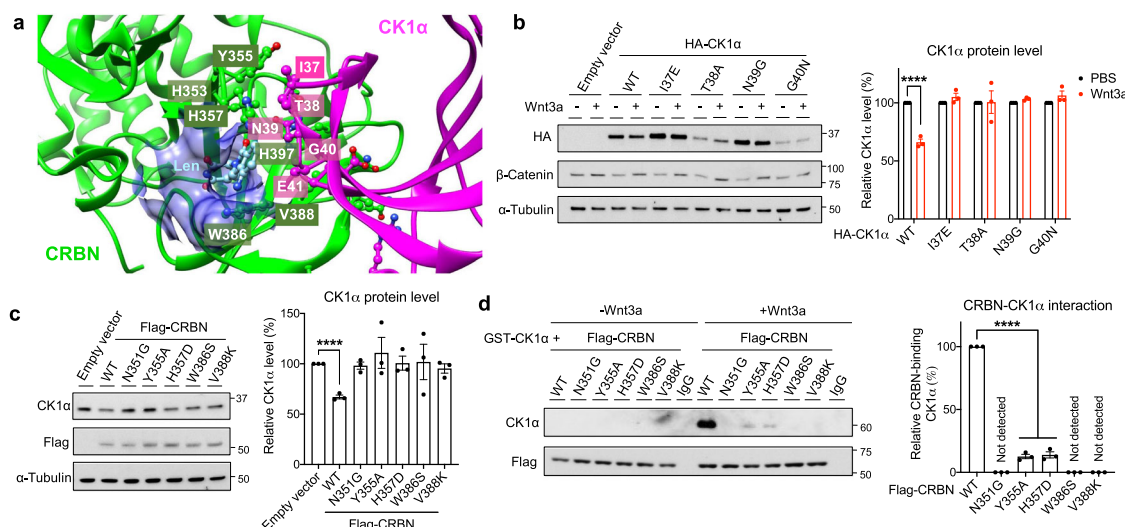 a
CK1α
Y355
I37
H353
T38
H357
N39
G40
Len
H397
E41
V388
W386
CRBN
b
HA-CK1α
Empty vector
WT
I37E
T38A
N39G
G40N
Wnt3a - + - + - + - + - + - +
HA
37
β-Catenin
100
75
α-Tubulin
50
CK1α protein level
Relative CK1α level (%)
100
50
0
****
PBS
Wnt3a
HA-CK1α
WT
I37E
T38A
N39G
G40N
c
Flag-CRBN
Empty vector
WT
N351G
Y355A
H357D
W386S
V388K
CK1α
37
Flag
50
α-Tubulin
50
CK1α protein level
Relative CK1α level (%)
150
100
50
0
****
Empty vector
WT
N351G
Y355A
H357D
W386S
V388K
Flag-CRBN
d
-Wnt3a
+Wnt3a
GST-CK1α +
Flag-CRBN
Flag-CRBN
WT
N351G
Y355A
H357D
W386S
V388K
IgG
WT
N351G
Y355A
H357D
W386S
V388K
IgG
CK1α
60
Flag
75
50
CRBN-CK1α interaction
Relative CRBN-binding
CK1α (%)
100
50
0
****
Not detected
Not detected
Not detected
Flag-CRBN
WT
N351G
Y355A
H357D
W386S
V388K